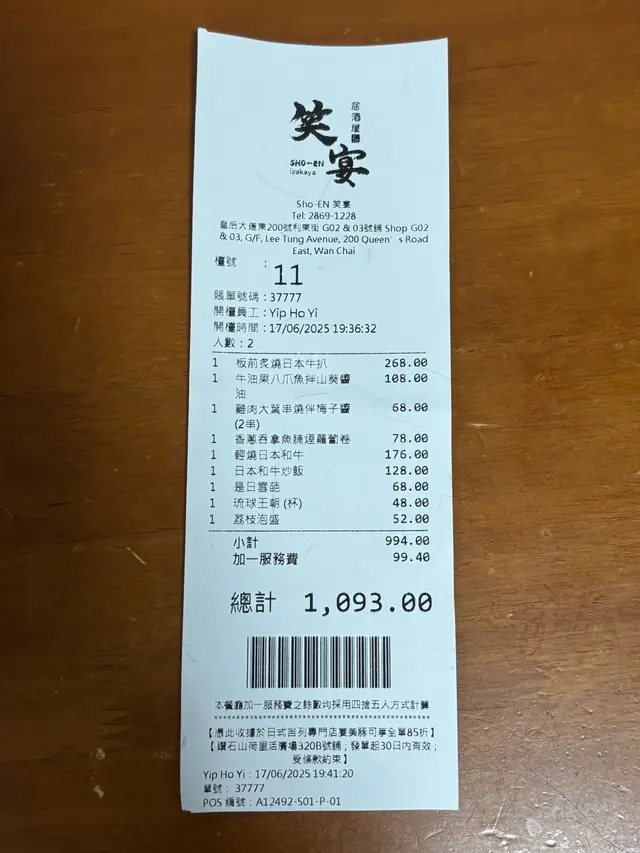 笑宴
居酒屋
SHO-EN
Izakaya
Sho-EN 笑宴
Tel: 2869-1228
皇后大道東200號利東街 G02 & 03號鋪 Shop G02
& 03, G/F, Lee Tung Avenue, 200 Queen's Road
East, Wan Chai
檯號 : 11
賬單號碼 : 37777
開檯員工 : Yip Ho Yi
開檯時間 : 17/06/2025 19:36:32
人數 : 2
1 板前炙燒日本牛扒 268.00
1 牛油果八爪魚拌山葵醬 108.00
油
1 雞肉大葉串燒伴梅子醬 68.00
(2串)
1 香蔥吞拿魚腩煙蘿蔔卷 78.00
1 輕燒日本和牛 176.00
1 日本和牛炒飯 128.00
1 是日雪葩 68.00
1 琉球王朝 (杯) 48.00
1 荔枝泡盛 52.00
小計 994.00
加一服務費 99.40
總計 1,093.00
本餐廳加一服務費之餘數均採用四捨五入方式計算
【憑此收據於日式吉列專門店宴美豚可享全單85折】
【鑽石山荷里活廣場320B號鋪；發單起30日內有效；
受條款約束】
Yip Ho Yi : 17/06/2025 19:41:20
單號 : 37777
POS 編號 : A12492-S01-P-01